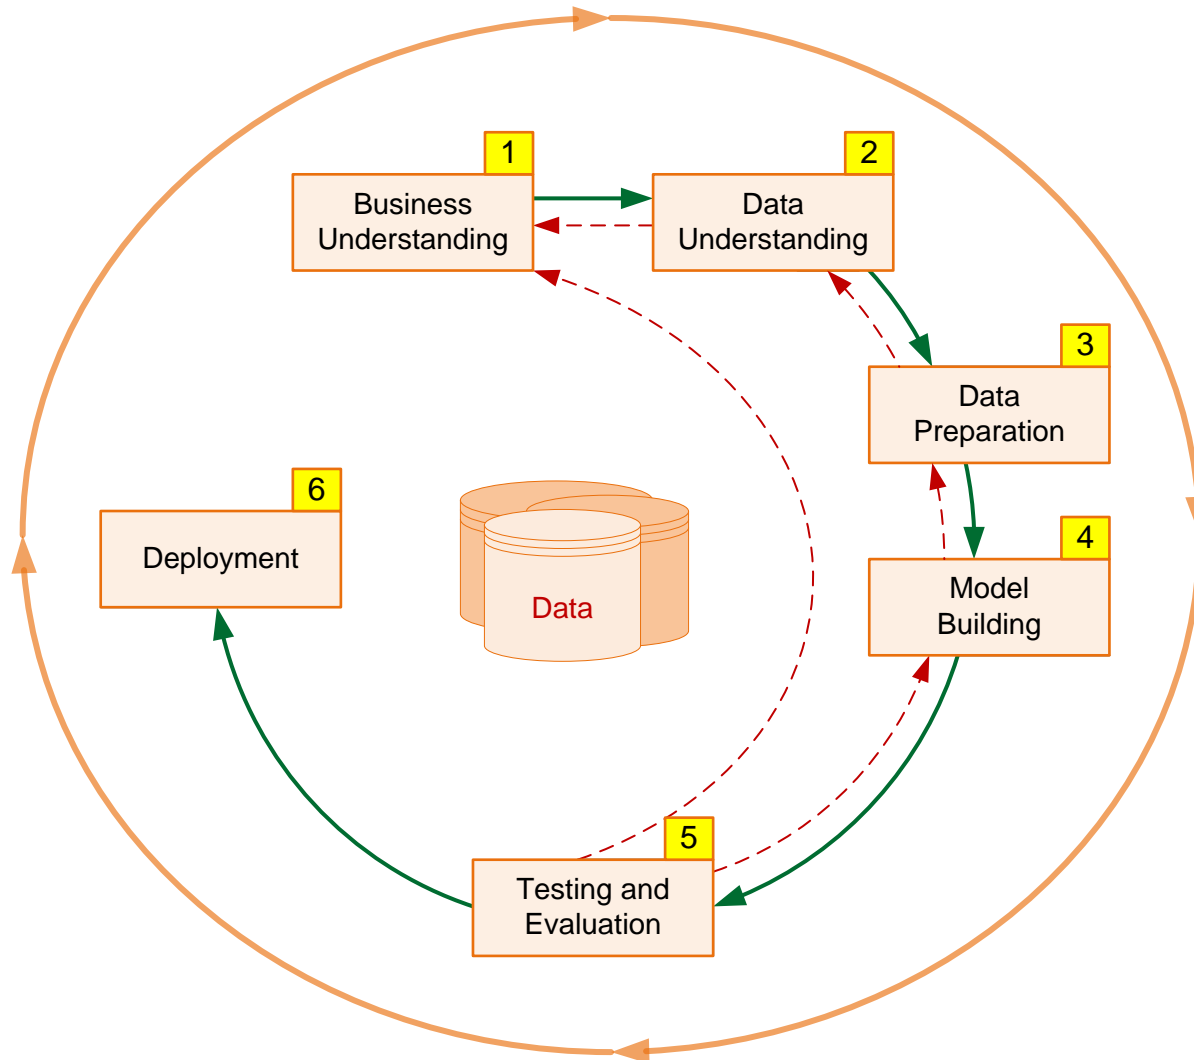 1
Business
Understanding
2
Data
Understanding
3
Data
Preparation
4
Model
Building
5
Testing and
Evaluation
6
Deployment
Data